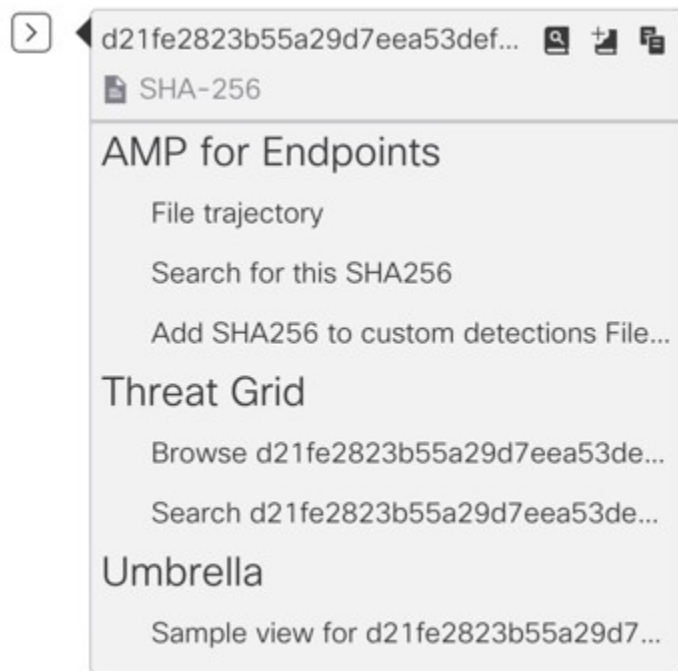 d21fe2823b55a29d7eea53def...
SHA-256
AMP for Endpoints
File trajectory
Search for this SHA256
Add SHA256 to custom detections File...
Threat Grid
Browse d21fe2823b55a29d7eea53de...
Search d21fe2823b55a29d7eea53de...
Umbrella
Sample view for d21fe2823b55a29d7...